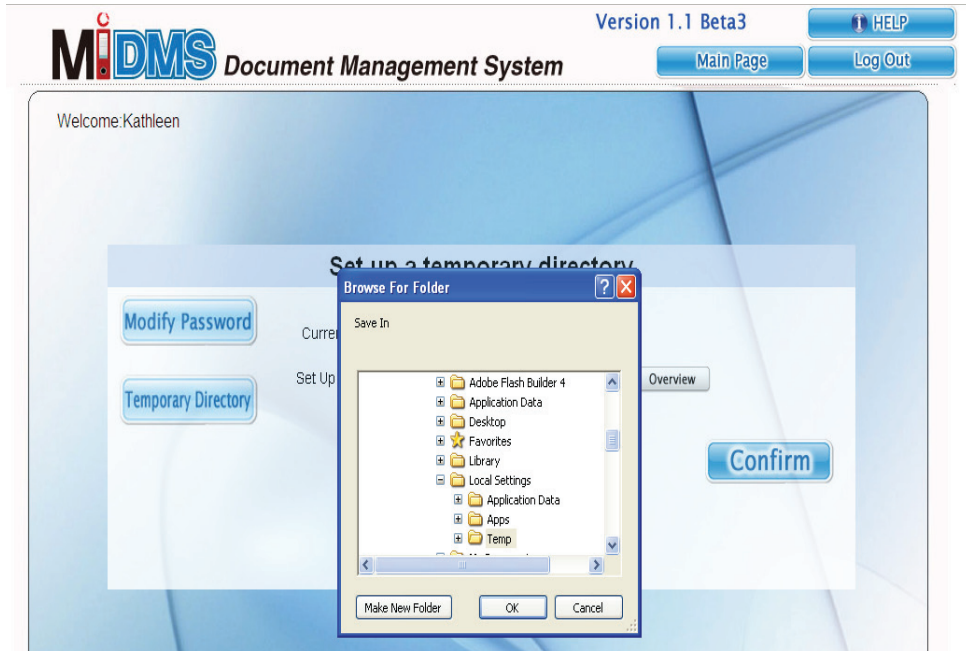 Version 1.1 Beta3
HELP
MiDMS Document Management System
Main Page
Log Out
Welcome:Kathleen
Set up a temporary directory
Browse For Folder
Modify Password
Save In
Set Up
Adobe Flash Builder 4
Overview
Application Data
Temporary Directory
Desktop
Favorites
Library
Confirm
Local Settings
Application Data
Apps
Temp
Make New Folder
OK
Cancel